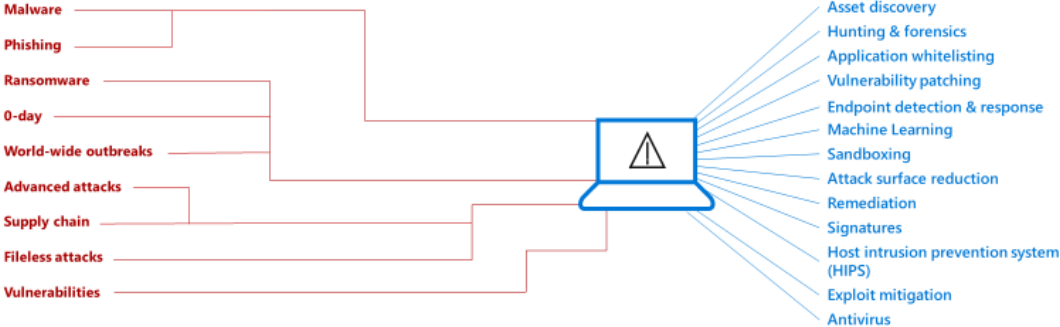 Malware
Phishing
Ransomware
0-day
World-wide outbreaks
Advanced attacks
Supply chain
Fileless attacks
Vulnerabilities
Asset discovery
Hunting & forensics
Application whitelisting
Vulnerability patching
Endpoint detection & response
Machine Learning
Sandboxing
Attack surface reduction
Remediation
Signatures
Host intrusion prevention system
(HIPS)
Exploit mitigation
Antivirus